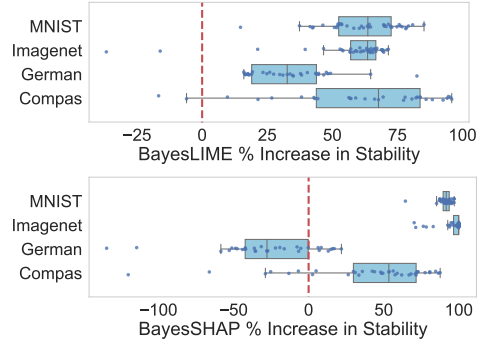 MNIST
Imagenet
German
Compas
−25 0 25 50 75 100
BayesLIME % Increase in Stability
MNIST
Imagenet
German
Compas
−100 −50 0 50 100
BayesSHAP % Increase in Stability